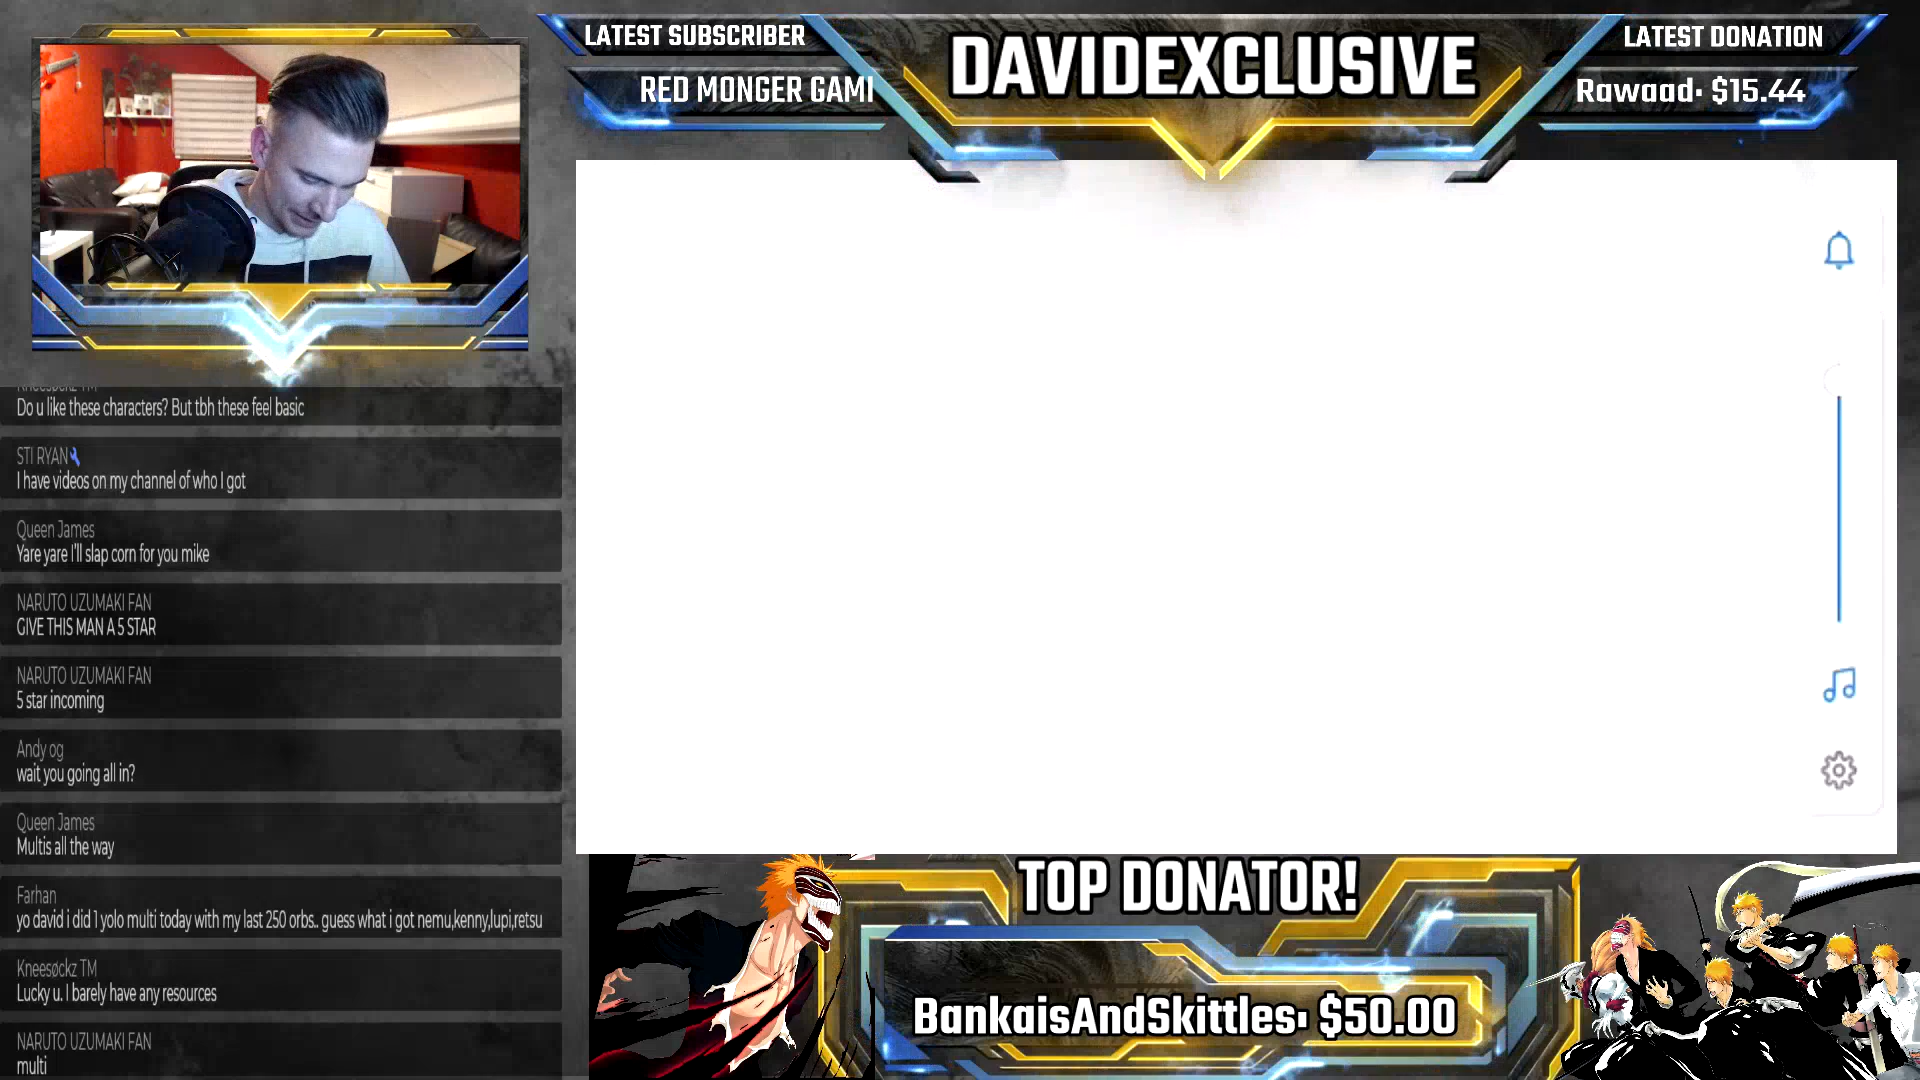 LATEST SUBSCRIBER
RED MONGER GAMI
DAVIDEXCLUSIVE
LATEST DONATION
Rawaad: $15.44
Kneesøckz TM
Do u like these characters? But tbh these feel basic
STI RYAN
I have videos on my channel of who I got
Queen James
Yare yare I'll slap corn for you mike
NARUTO UZUMAKI FAN
GIVE THIS MAN A 5 STAR
NARUTO UZUMAKI FAN
5 star incoming
Andy og
wait you going all in?
Queen James
Multis all the way
Farhan
yo david i did 1 yolo multi today with my last 250 orbs.. guess what i got nemu,kenny,lupi,retsu
Kneesøckz TM
Lucky u. I barely have any resources
NARUTO UZUMAKI FAN
multi
TOP DONATOR!
BankaisAndSkittles: $50.00